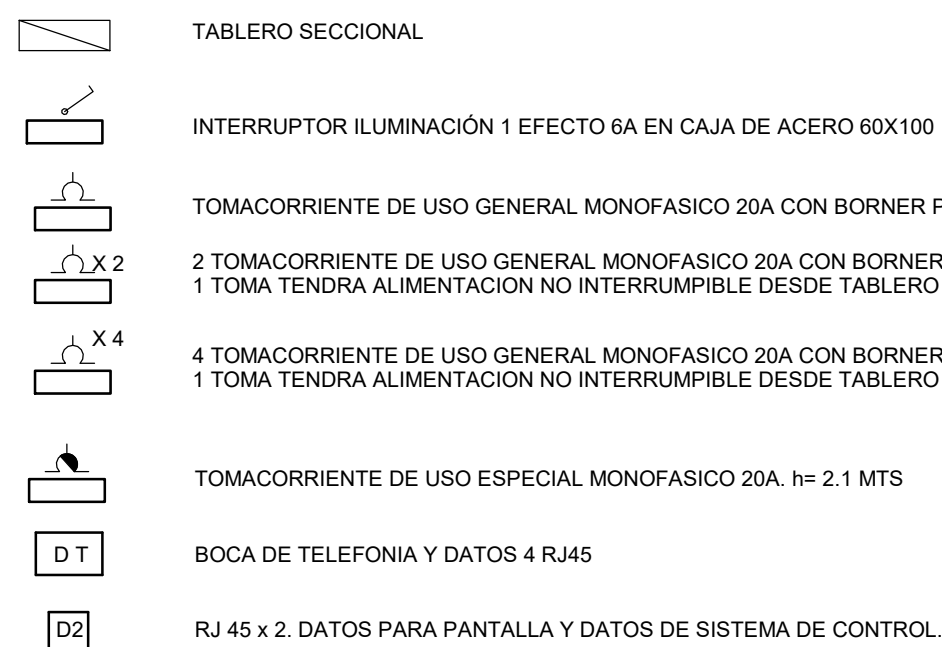 TABLERO SECCIONAL
INTERRUPTOR ILUMINACIÓN 1 EFECTO 6A EN CAJA DE ACERO 60X100
TOMACORRIENTE DE USO GENERAL MONOFASICO 20A CON BORNER P
X 2
2 TOMACORRIENTE DE USO GENERAL MONOFASICO 20A CON BORNER
1 TOMA TENDRA ALIMENTACION NO INTERRUMPIBLE DESDE TABLERO
X 4
4 TOMACORRIENTE DE USO GENERAL MONOFASICO 20A CON BORNER
1 TOMA TENDRA ALIMENTACION NO INTERRUMPIBLE DESDE TABLERO
TOMACORRIENTE DE USO ESPECIAL MONOFASICO 20A. h= 2.1 MTS
D T
BOCA DE TELEFONIA Y DATOS 4 RJ45
D2
RJ 45 x 2. DATOS PARA PANTALLA Y DATOS DE SISTEMA DE CONTROL.